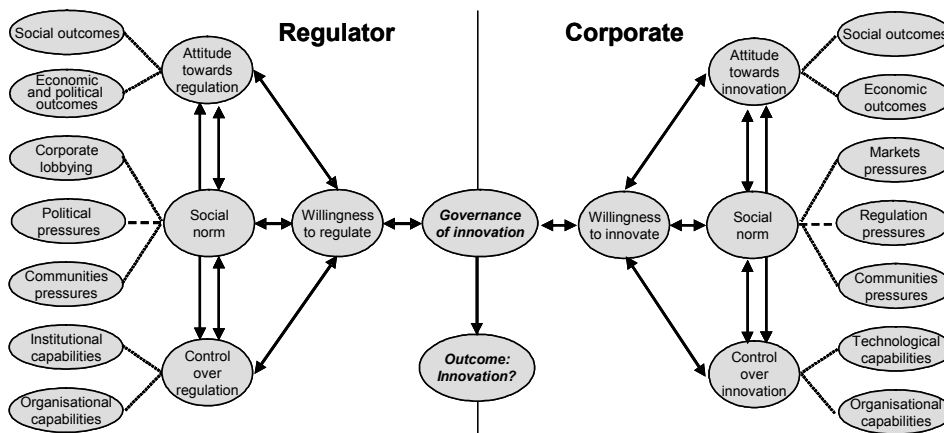 Regulator
Corporate
Social outcomes
Economic
and political
outcomes
Corporate
lobbying
Political
pressures
Communities
pressures
Institutional
capabilities
Organisational
capabilities
Attitude
towards
regulation
Social
norm
Control
over
regulation
Willingness
to regulate
Governance
of innovation
Outcome:
Innovation?
Willingness
to innovate
Attitude
towards
innovation
Social
norm
Control
over
innovation
Social outcomes
Economic
outcomes
Markets
pressures
Regulation
pressures
Communities
pressures
Technological
capabilities
Organisational
capabilities